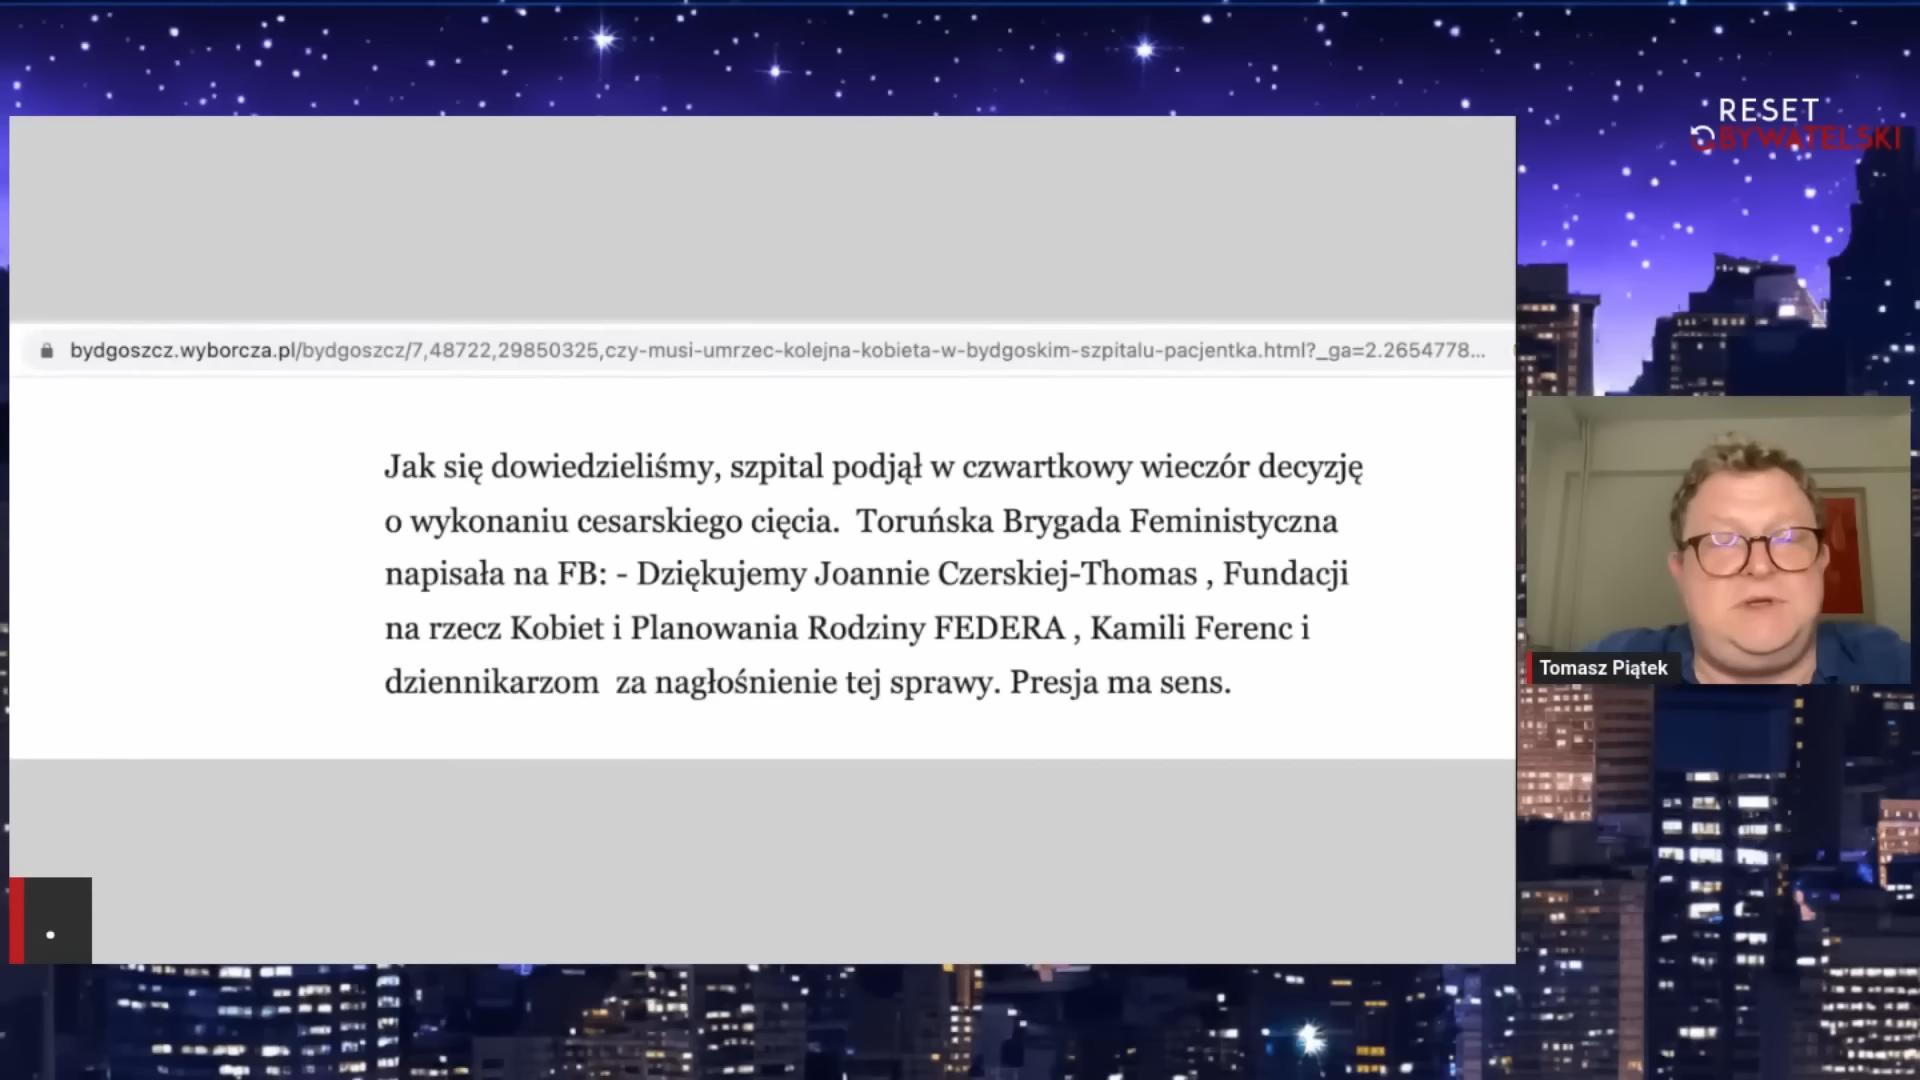 RESET
OBYWATELSKI
bydgoszcz.wyborcza.pl/bydgoszcz/7,48722,29850325,czy-musi-umrzec-kolejna-kobieta-w-bydgoskim-szpitalu-pacjentka.html?_ga=2.2654778...
Jak się dowiedzieliśmy, szpital podjął w czwartkowy wieczór decyzję
o wykonaniu cesarskiego cięcia.  Toruńska Brygada Feministyczna
napisała na FB: - Dziękujemy Joannie Czerskiej-Thomas , Fundacji
na rzecz Kobiet i Planowania Rodziny FEDERA , Kamili Ferenc i
dziennikarzom  za nagłośnienie tej sprawy. Presja ma sens.
Tomasz Piątek
.